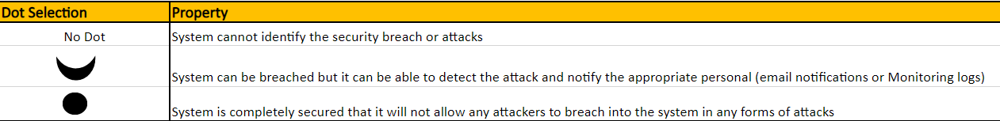 Dot Selection Property
No Dot System cannot identify the security breach or attacks
System can be breached but it can be able to detect the attack and notify the appropriate personal (email notifications or Monitoring logs)
System is completely secured that it will not allow any attackers to breach into the system in any forms of attacks